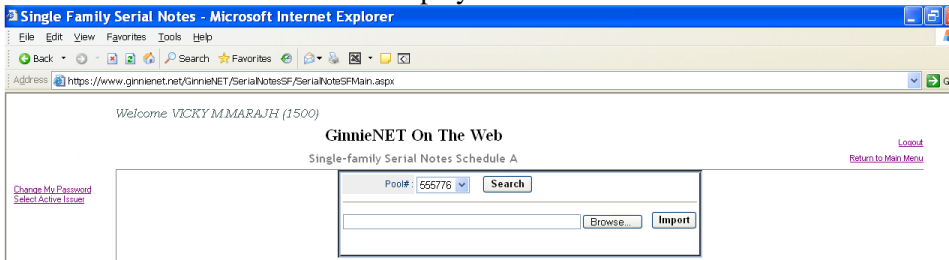 Single Family Serial Notes - Microsoft Internet Explorer
File Edit View Favorites Tools Help
Back Search Favorites
Address https://www.ginnienet.net/GinnieNET/SerialNotesSF/SerialNoteSFMain.aspx
Welcome VICKY M.MARAJH (1500)
GinnieNET On The Web
Logout
Single-family Serial Notes Schedule A
Return to Main Menu
Pool#: 555776 Search
Change My Password
Select Active Issuer
Browse... Import